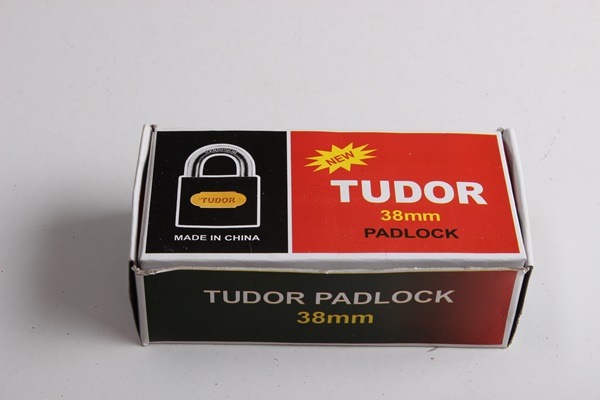 TUDOR
MADE IN CHINA
NEW
TUDOR
38mm
PADLOCK
TUDOR PADLOCK
38mm